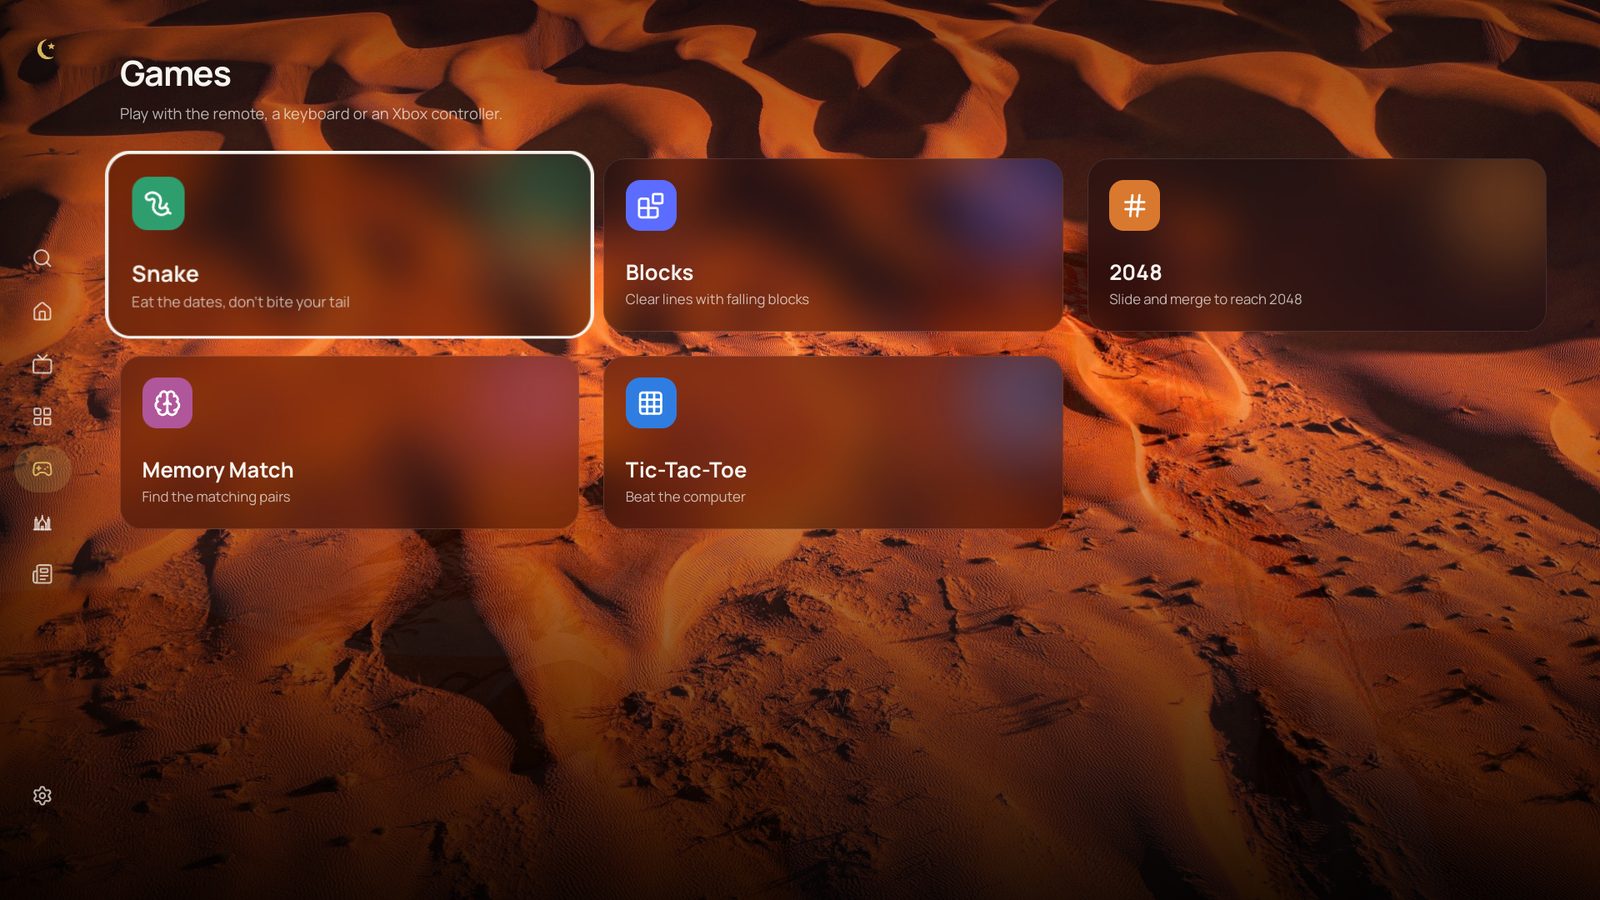 Games
Play with the remote, a keyboard or an Xbox controller.
Snake
Eat the dates, don't bite your tail
Blocks
Clear lines with falling blocks
2048
Slide and merge to reach 2048
Memory Match
Find the matching pairs
Tic-Tac-Toe
Beat the computer